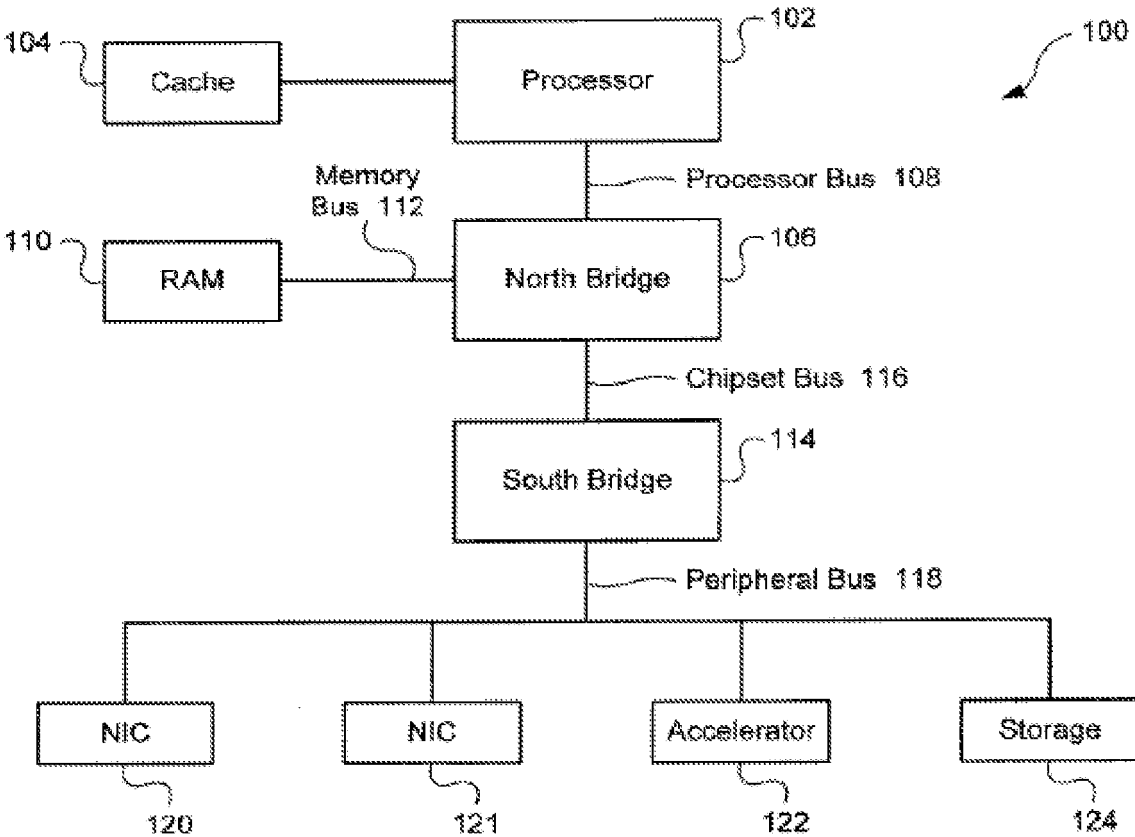 102
100
104
Cache
Processor
Processor Bus 108
Memory
Bus 112
110
RAM
106
North Bridge
Chipset Bus 116
114
South Bridge
Peripheral Bus 118
NIC
NIC
Accelerator
Storage
120
121
122
124